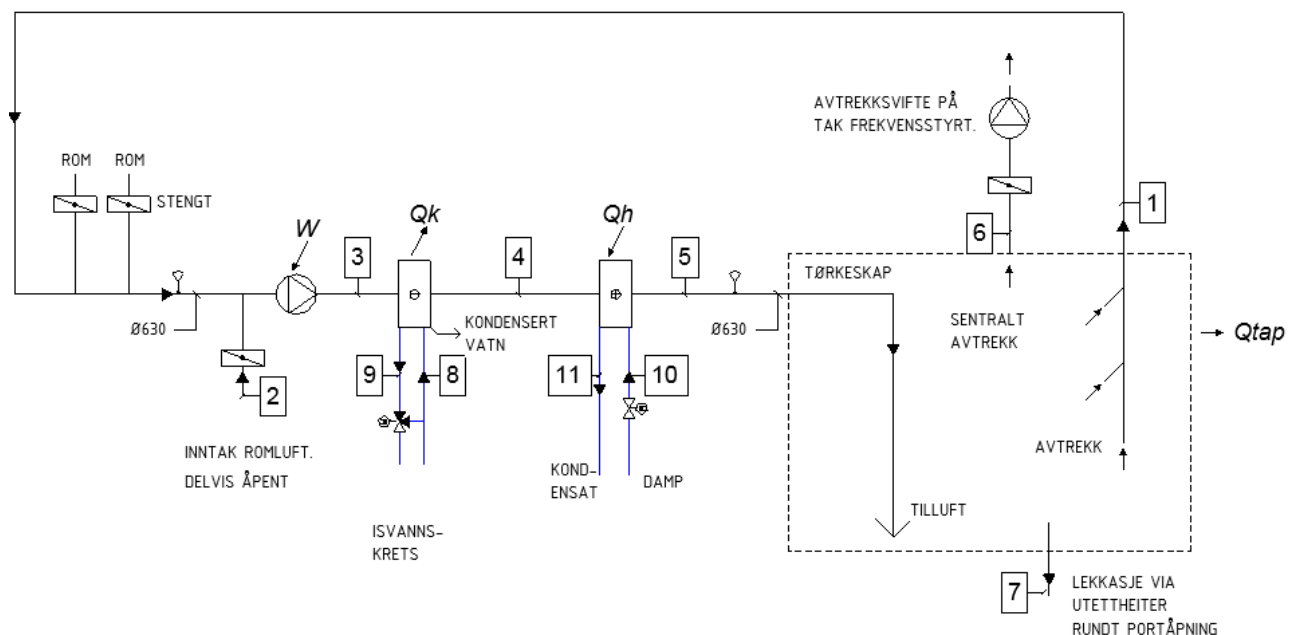 AVTREKKSVIFTE PÅ
TAK FREKVENSSTYRT.
ROM
ROM
STENGT
1
6
W
Qk
Qh
3
4
5
TØRKESKAP
Ø630
KONDENSERT
VATN
Ø630
SENTRALT
AVTREKK
Qtap
9
8
11
10
2
INNTAK ROMLUFT.
DELVIS ÅPENT
KOND-
ENSAT
DAMP
AVTREKK
ISVANNS-
KRETS
TILLUFT
7
LEKKASJE VIA
UTETTHEITER
RUNDT PORTÅPNING